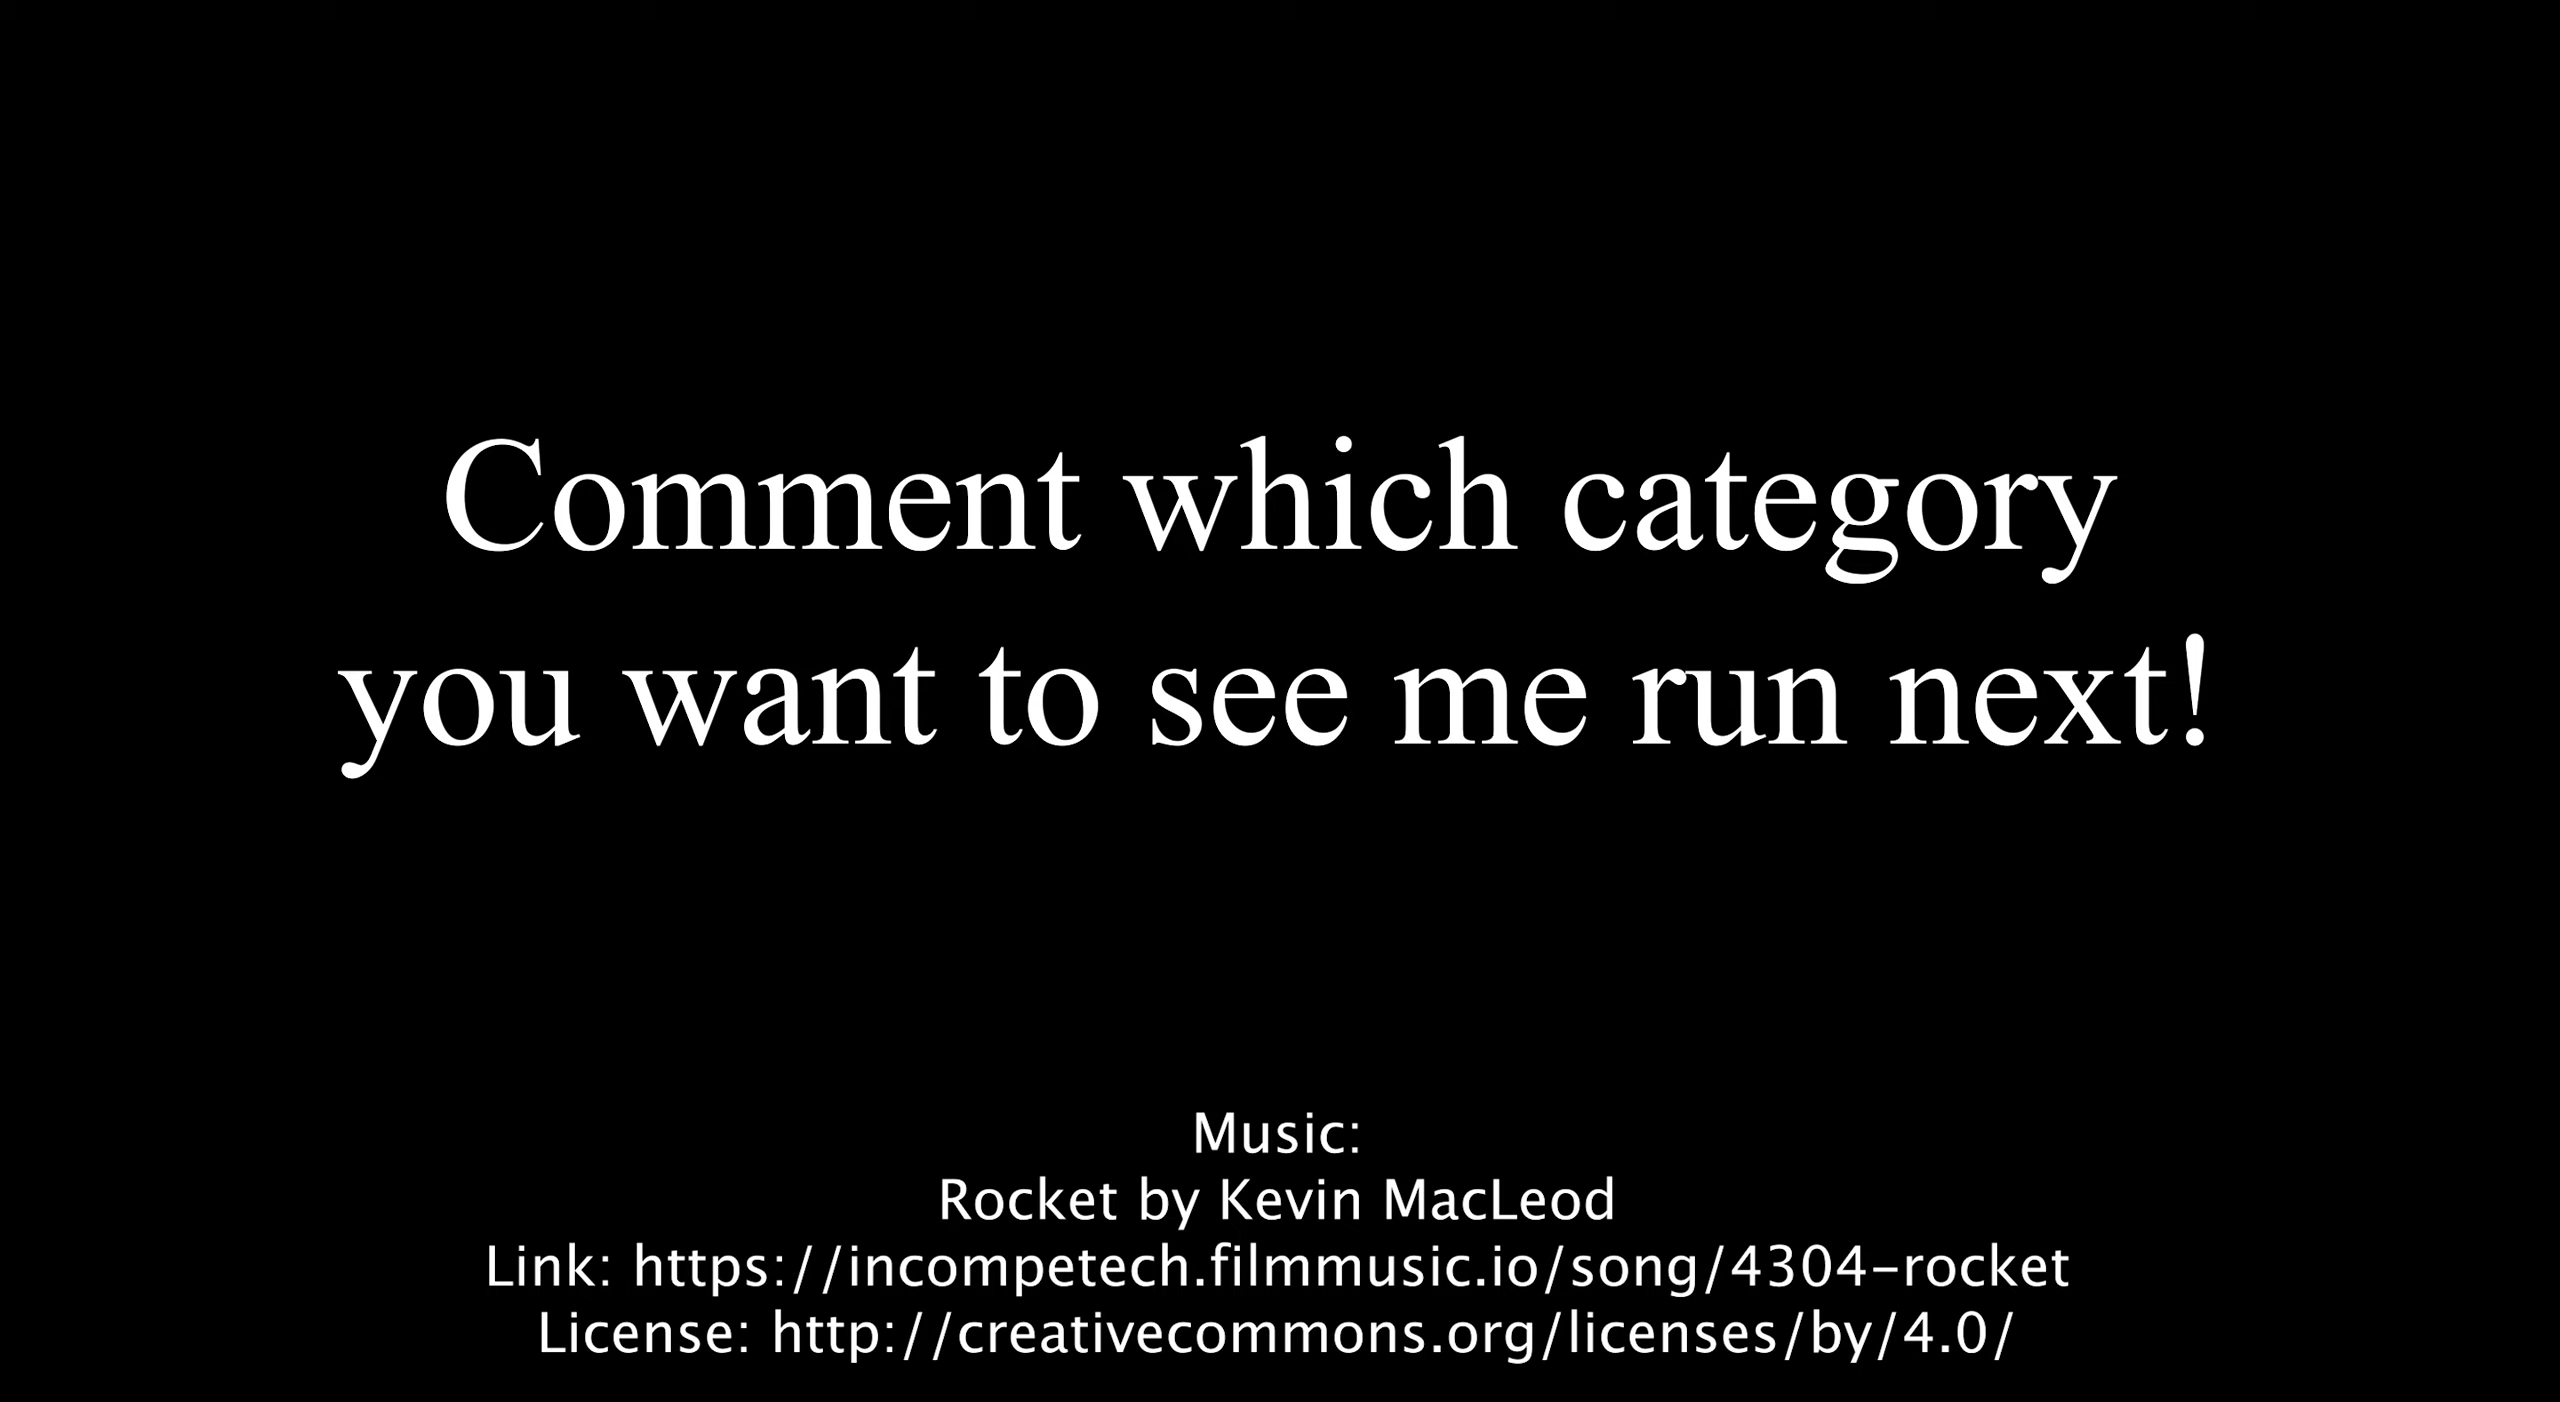 Comment which category
you want to see me run next!
Music:
Rocket by Kevin MacLeod
Link: https://incompetech.filmmusic.io/song/4304-rocket
License: http://creativecommons.org/licenses/by/4.0/